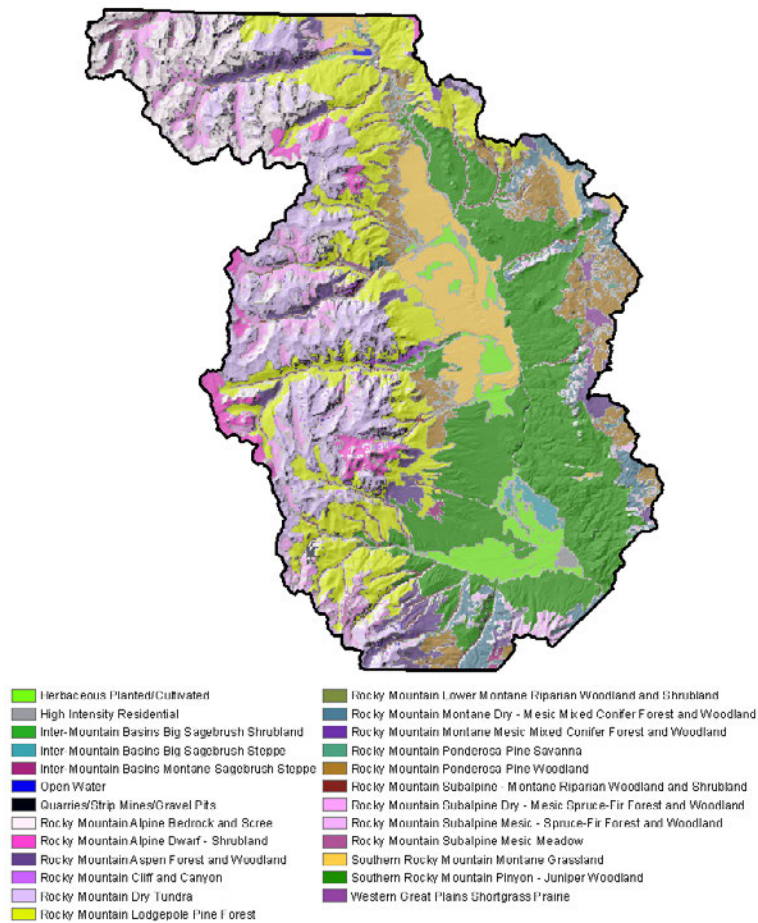 Herbaceous Planted/Cultivated
High Intensity Residential
Inter-Mountain Basins Big Sagebrush Shrubland
Inter-Mountain Basins Big Sagebrush Steppe
Inter-Mountain Basins Montane Sagebrush Steppe
Open Water
Quarries/Strip Mines/Gravel Pits
Rocky Mountain Alpine Bedrock and Scree
Rocky Mountain Alpine Dwarf - Shrubland
Rocky Mountain Aspen Forest and Woodland
Rocky Mountain Cliff and Canyon
Rocky Mountain Dry Tundra
Rocky Mountain Lodgepole Pine Forest
Rocky Mountain Lower Montane Riparian Woodland and Shrubland
Rocky Mountain Montane Dry - Mesic Mixed Conifer Forest and Woodland
Rocky Mountain Montane Mesic Mixed Conifer Forest and Woodland
Rocky Mountain Ponderosa Pine Savanna
Rocky Mountain Ponderosa Pine Woodland
Rocky Mountain Subalpine - Montane Riparian Woodland and Shrubland
Rocky Mountain Subalpine Dry - Mesic Spruce-Fir Forest and Woodland
Rocky Mountain Subalpine Mesic - Spruce-Fir Forest and Woodland
Rocky Mountain Subalpine Mesic Meadow
Southern Rocky Mountain Montane Grassland
Southern Rocky Mountain Pinyon - Juniper Woodland
Western Great Plains Shortgrass Prairie